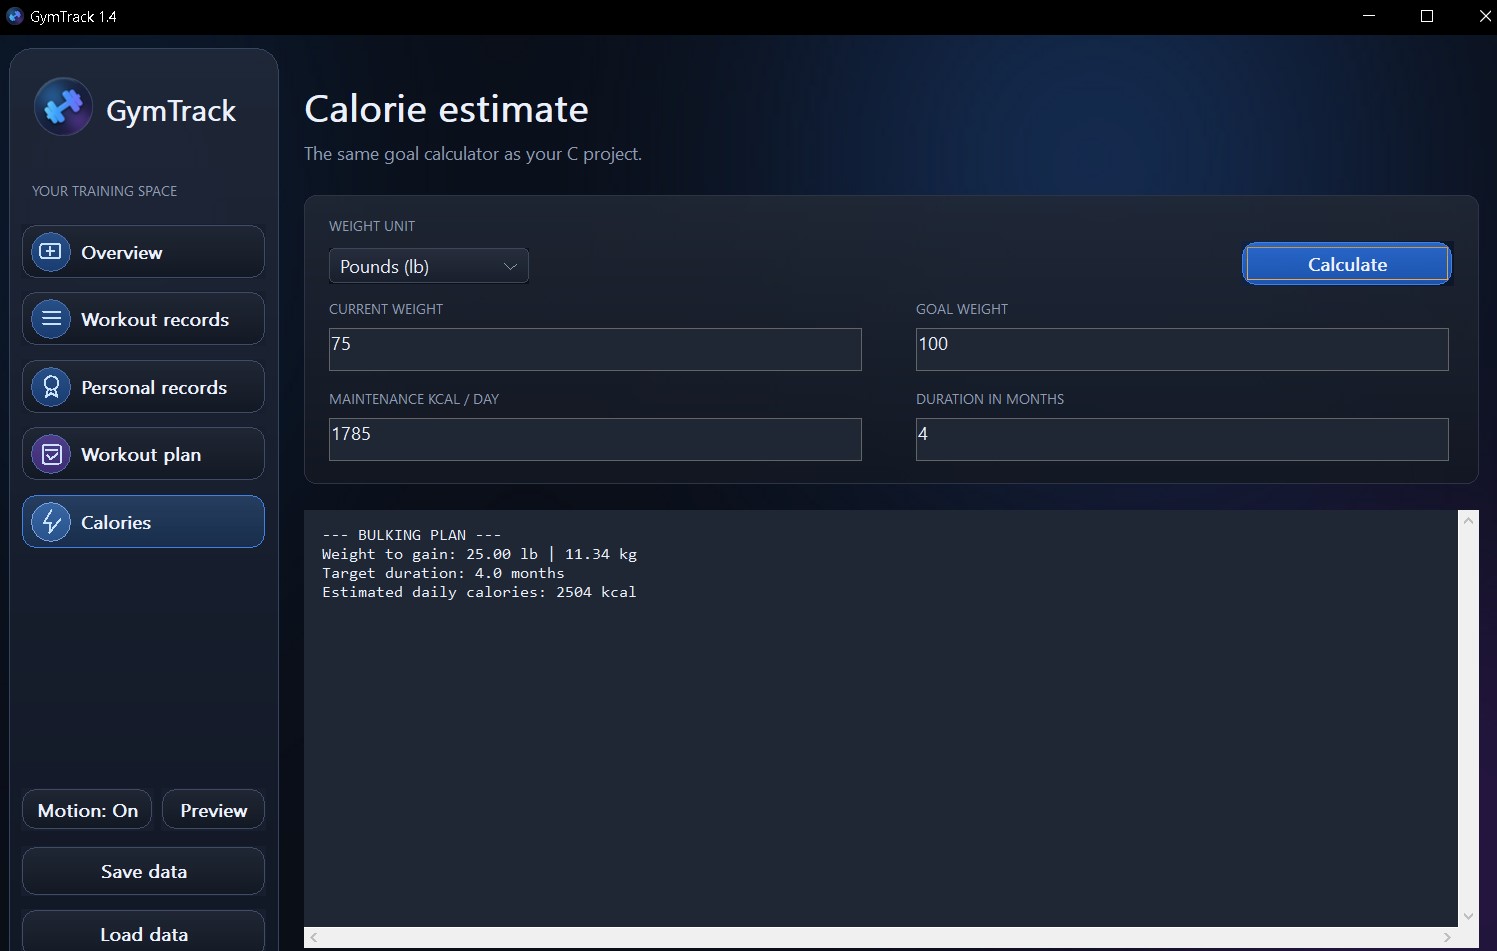 GymTrack 1.4
GymTrack
YOUR TRAINING SPACE
Overview
Workout records
Personal records
Workout plan
Calories
Motion: On
Preview
Save data
Load data
Calorie estimate
The same goal calculator as your C project.
WEIGHT UNIT
Pounds (lb)
Calculate
CURRENT WEIGHT
GOAL WEIGHT
75
100
MAINTENANCE KCAL / DAY
DURATION IN MONTHS
1785
4
--- BULKING PLAN ---
Weight to gain: 25.00 lb | 11.34 kg
Target duration: 4.0 months
Estimated daily calories: 2504 kcal